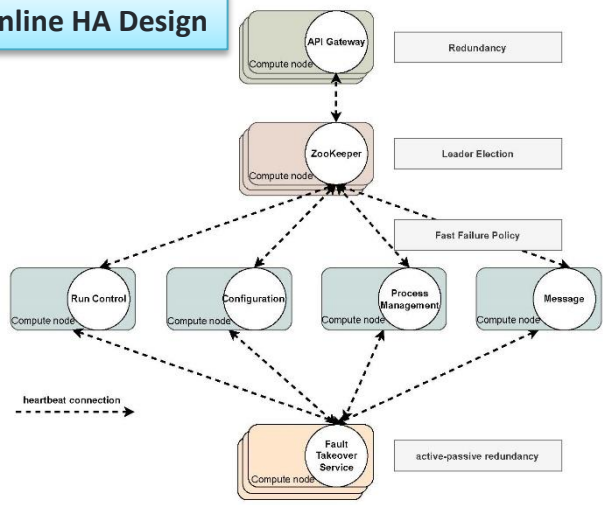 nline HA Design
API Gateway
Compute node
Redundancy
ZooKeeper
Compute node
Leader Election
Fast Failure Policy
Run Control
Compute node
Configuration
Compute node
Process
Management
Compute node
Message
Compute node
heartbeat connection
Fault
Takeover
Service
Compute node
active-passive redundancy